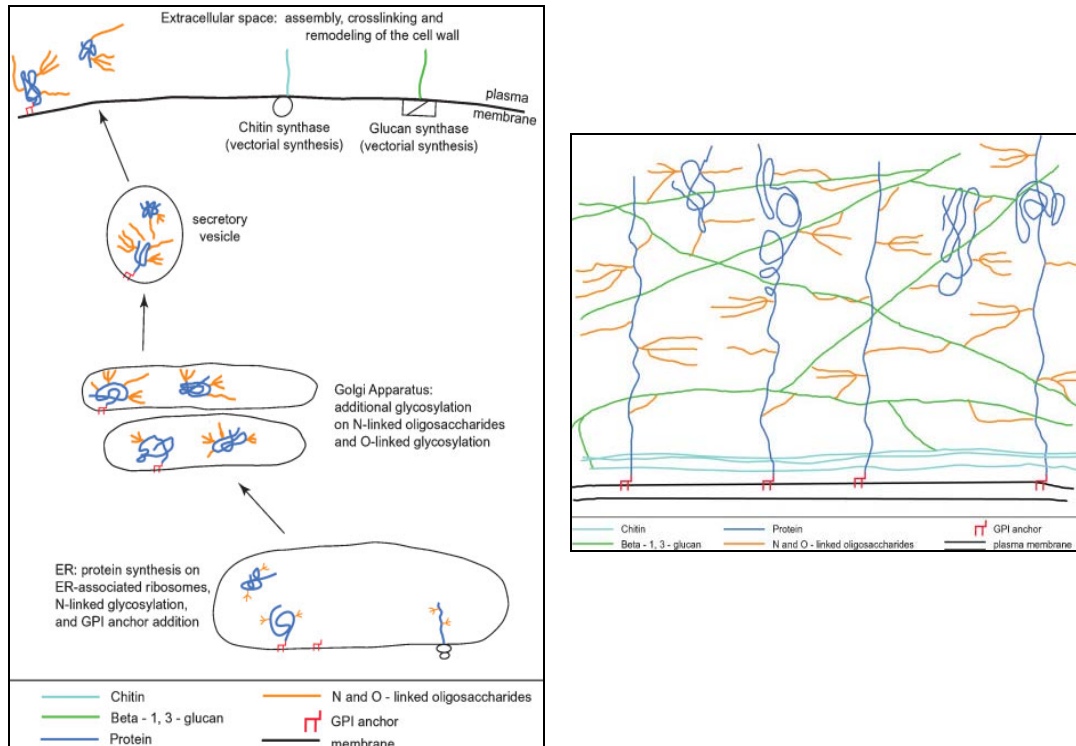 Extracellular space: assembly, crosslinking and
remodeling of the cell wall
plasma
membrane
Chitin synthase
(vectorial synthesis)
Glucan synthase
(vectorial synthesis)
secretory
vesicle
Golgi Apparatus:
additional glycosylation
on N-linked oligosaccharides
and O-linked glycosylation
ER: protein synthesis on
ER-associated ribosomes,
N-linked glycosylation,
and GPI anchor addition
Chitin
Beta - 1, 3 - glucan
Protein
N and O - linked oligosaccharides
GPI anchor
membrane
Chitin
Beta - 1, 3 - glucan
Protein
N and O - linked oligosaccharides
GPI anchor
plasma membrane